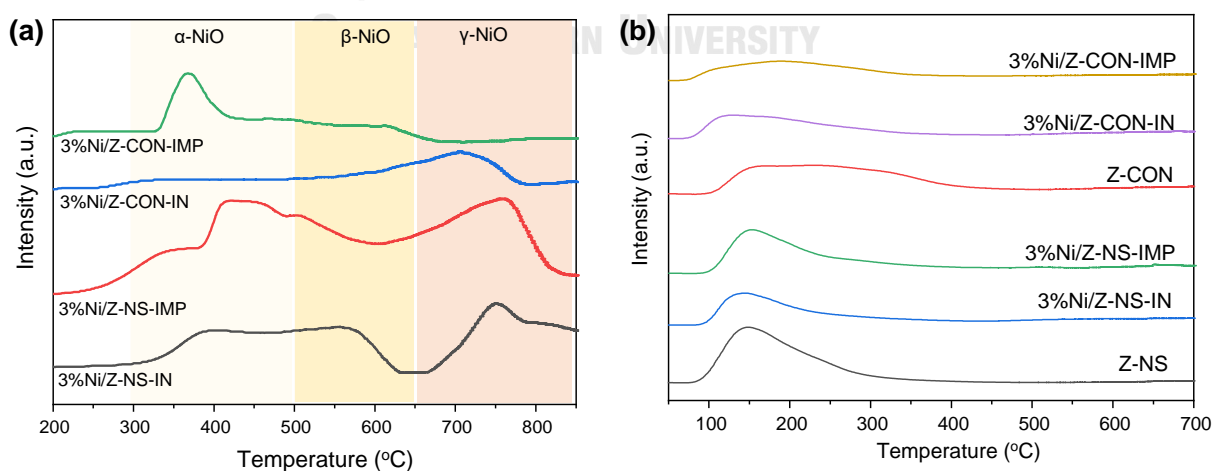 (a)
α-NiO
β-NiO
γ-NiO
3%Ni/Z-CON-IMP
3%Ni/Z-CON-IN
3%Ni/Z-NS-IMP
3%Ni/Z-NS-IN
Intensity (a.u.)
200
300
400
500
600
700
800
Temperature (°C)
UNIVERSITY
(b)
3%Ni/Z-CON-IMP
3%Ni/Z-CON-IN
Z-CON
3%Ni/Z-NS-IMP
3%Ni/Z-NS-IN
Z-NS
Intensity (a.u.)
100
200
300
400
500
600
700
Temperature (°C)